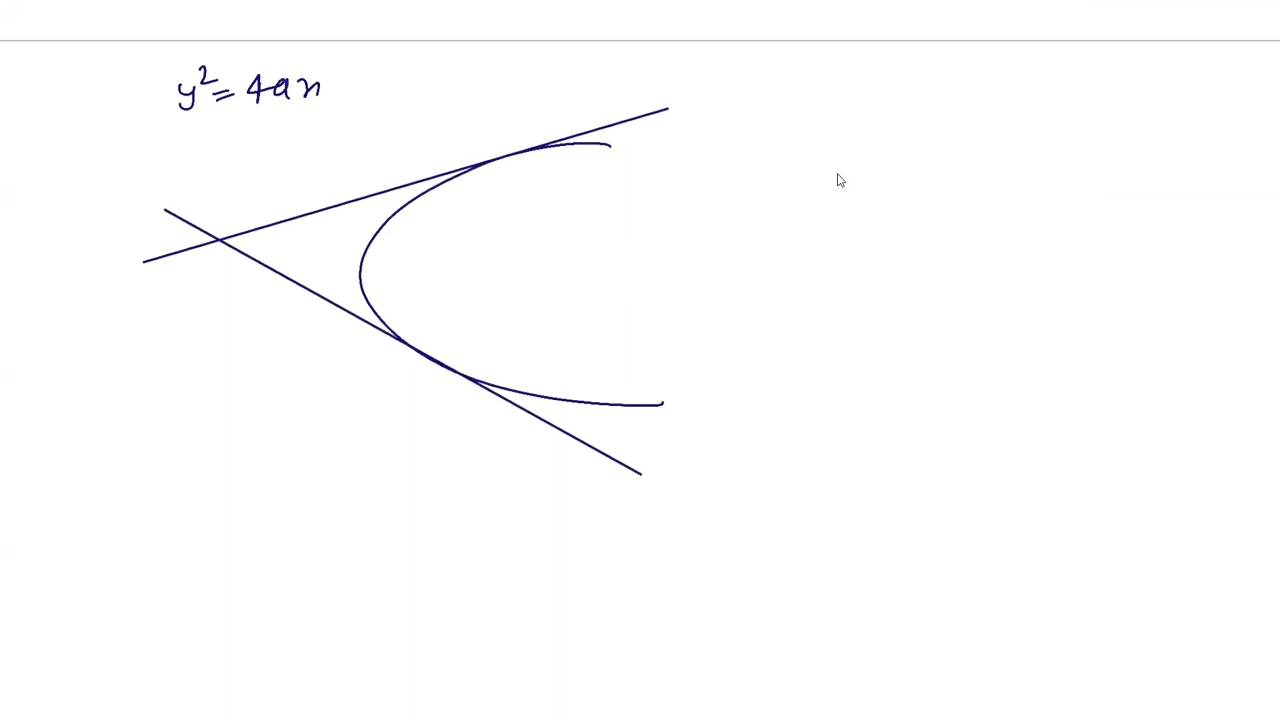 y² = 4ax